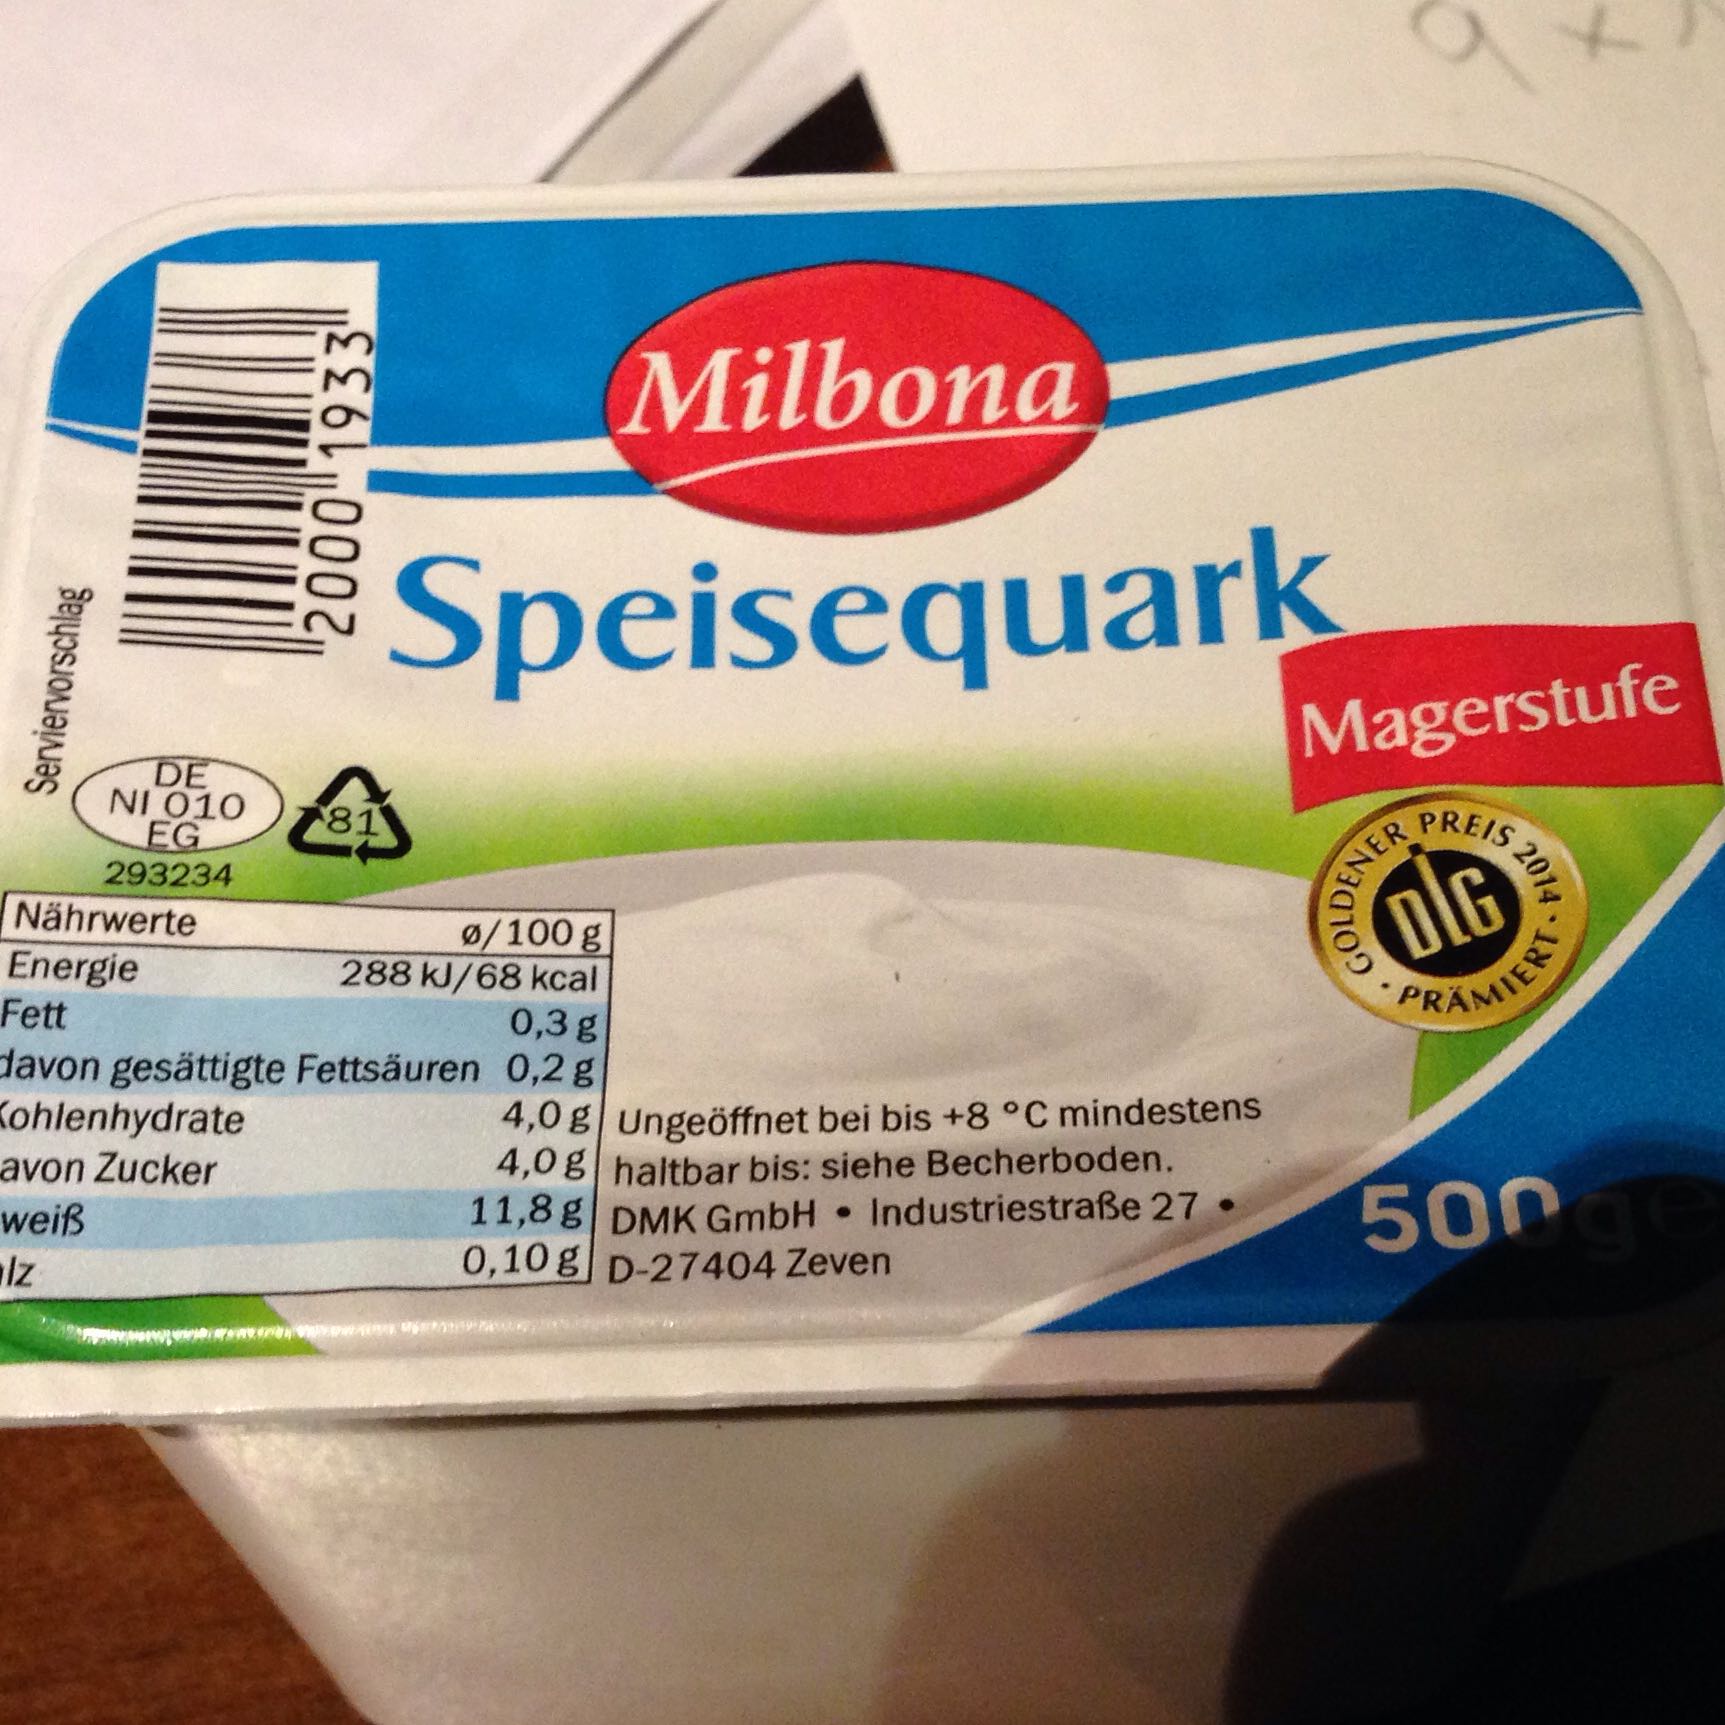 Milbona
2000 1933
Speisequark
Magerstufe
Serviervorschlag
DE
NI 010
EG
293234
81
GOLDENER PREIS 2014
DLG
PRÄMIERT
Nährwerte ø/100 g
Energie 288 kJ/68 kcal
Fett 0,3 g
davon gesättigte Fettsäuren 0,2 g
Kohlenhydrate 4,0 g
avon Zucker 4,0 g
weiß 11,8 g
alz 0,10 g
Ungeöffnet bei bis +8 °C mindestens
haltbar bis: siehe Becherboden.
DMK GmbH • Industriestraße 27 •
D-27404 Zeven
500 g e